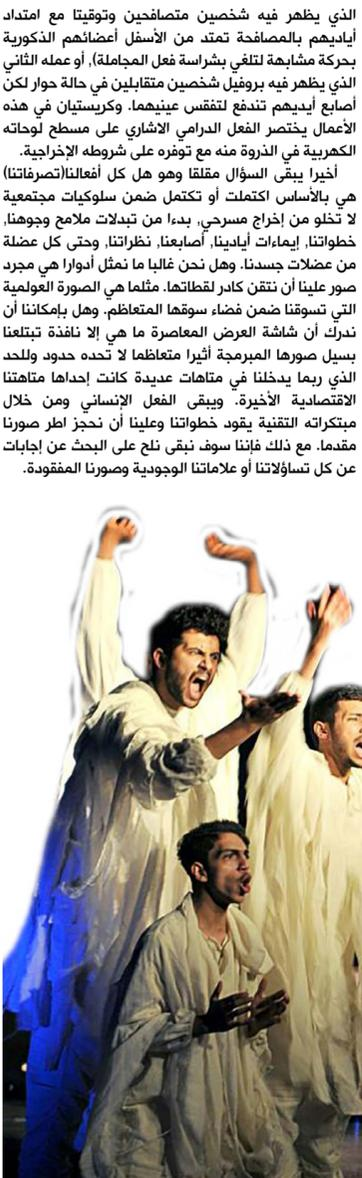 الذي يظهر فيه شخصين متصافحين وتوقيتا مع امتداد
أياديهم بالمصافحة تمتد من الأسفل أعضائهم الذكورية
بحركة مشابهة لتلغي بشراسة فعل المجاملة), أو عمله الثاني
الذي يظهر فيه بروفيل شخصين متقابلين في حالة حوار لكن
أصابع أيديهم تندفع لتفقس عينيهما. وكريستيان في هذه
الأعمال يختصر الفعل الدرامي الاشاري على مسطح لوحاته
الكهربية في الذروة منه مع توفره على شروطه الإخراجية.
أخيرا يبقى السؤال مقلقا وهو هل كل أفعالنا(تصرفاتنا)
هي بالأساس اكتملت أو تكتمل ضمن سلوكيات مجتمعية
لا تخلو من إخراج مسرحي, بدءا من تبدلات ملامح وجوهنا,
خطواتنا, إيماءات أيادينا, أصابعنا, نظراتنا, وحتى كل عضلة
من عضلات جسدنا. وهل نحن غالبا ما نمثل أدوارا هي مجرد
صور علينا أن نتقن كادر لقطاتها. مثلما هي الصورة العولمية
التي تسوقنا ضمن فضاء سوقها المتعاظم. وهل بإمكاننا أن
ندرك أن شاشة العرض المعاصرة ما هي إلا نافذة تبتلعنا
بسيل صورها المبرمجة أثيرا متعاظما لا تحده حدود وللحد
الذي ربما يدخلنا في متاهات عديدة كانت إحداها متاهتنا
الاقتصادية الأخيرة. ويبقى الفعل الإنساني ومن خلال
مبتكراته التقنية يقود خطواتنا وعلينا أن نحجز اطر صورنا
مقدما. مع ذلك فإننا سوف نبقى نلح على البحث عن إجابات
عن كل تساؤلاتنا أو علاماتنا الوجودية وصورنا المفقودة.